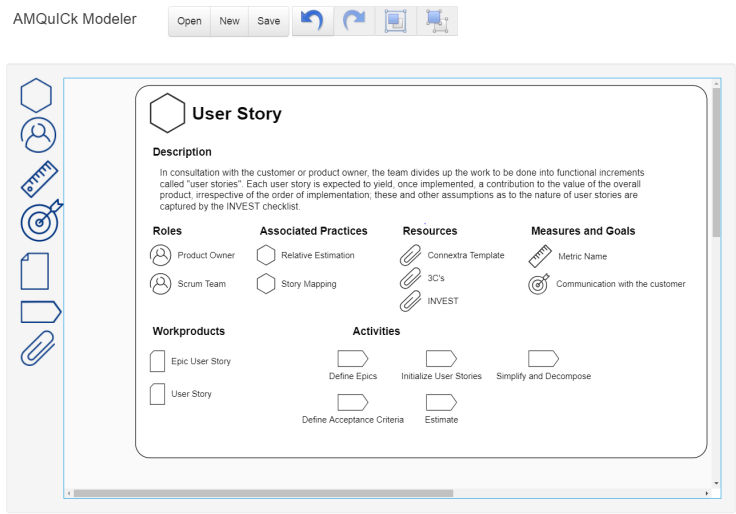 AMQuICk Modeler
Open New Save
User Story
Description
In consultation with the customer or product owner, the team divides up the work to be done into functional increments
called "user stories". Each user story is expected to yield, once implemented, a contribution to the value of the overall
product, irrespective of the order of implementation; these and other assumptions as to the nature of user stories are
captured by the INVEST checklist.
Roles Associated Practices Resources Measures and Goals
Product Owner Relative Estimation Connextra Template Metric Name
Scrum Team Story Mapping 3C's Communication with the customer
INVEST
Workproducts Activities
Epic User Story
Define Epics Initialize User Stories Simplify and Decompose
User Story
Define Acceptance Criteria Estimate